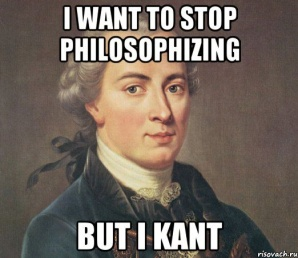 I WANT TO STOP
PHILOSOPHIZING
BUT I KANT
risovach.ru